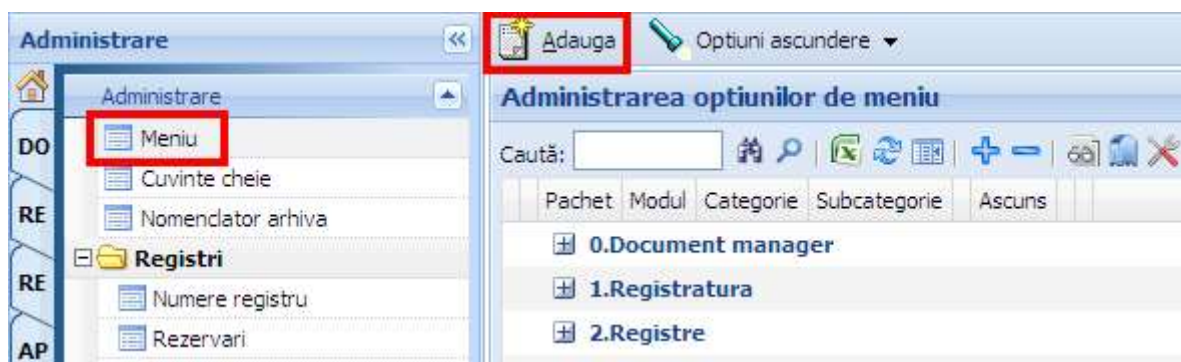 Administrare
Administrare
DO
Meniu
Cuvinte cheie
RE
Nomenclator arhiva
Registri
RE
Numere registru
Rezervari
AP
Adauga Optiuni ascundere
Administrarea optiunilor de meniu
Caută:
Pachet Modul Categorie Subcategorie Ascuns
0.Document manager
1.Registratura
2.Registre